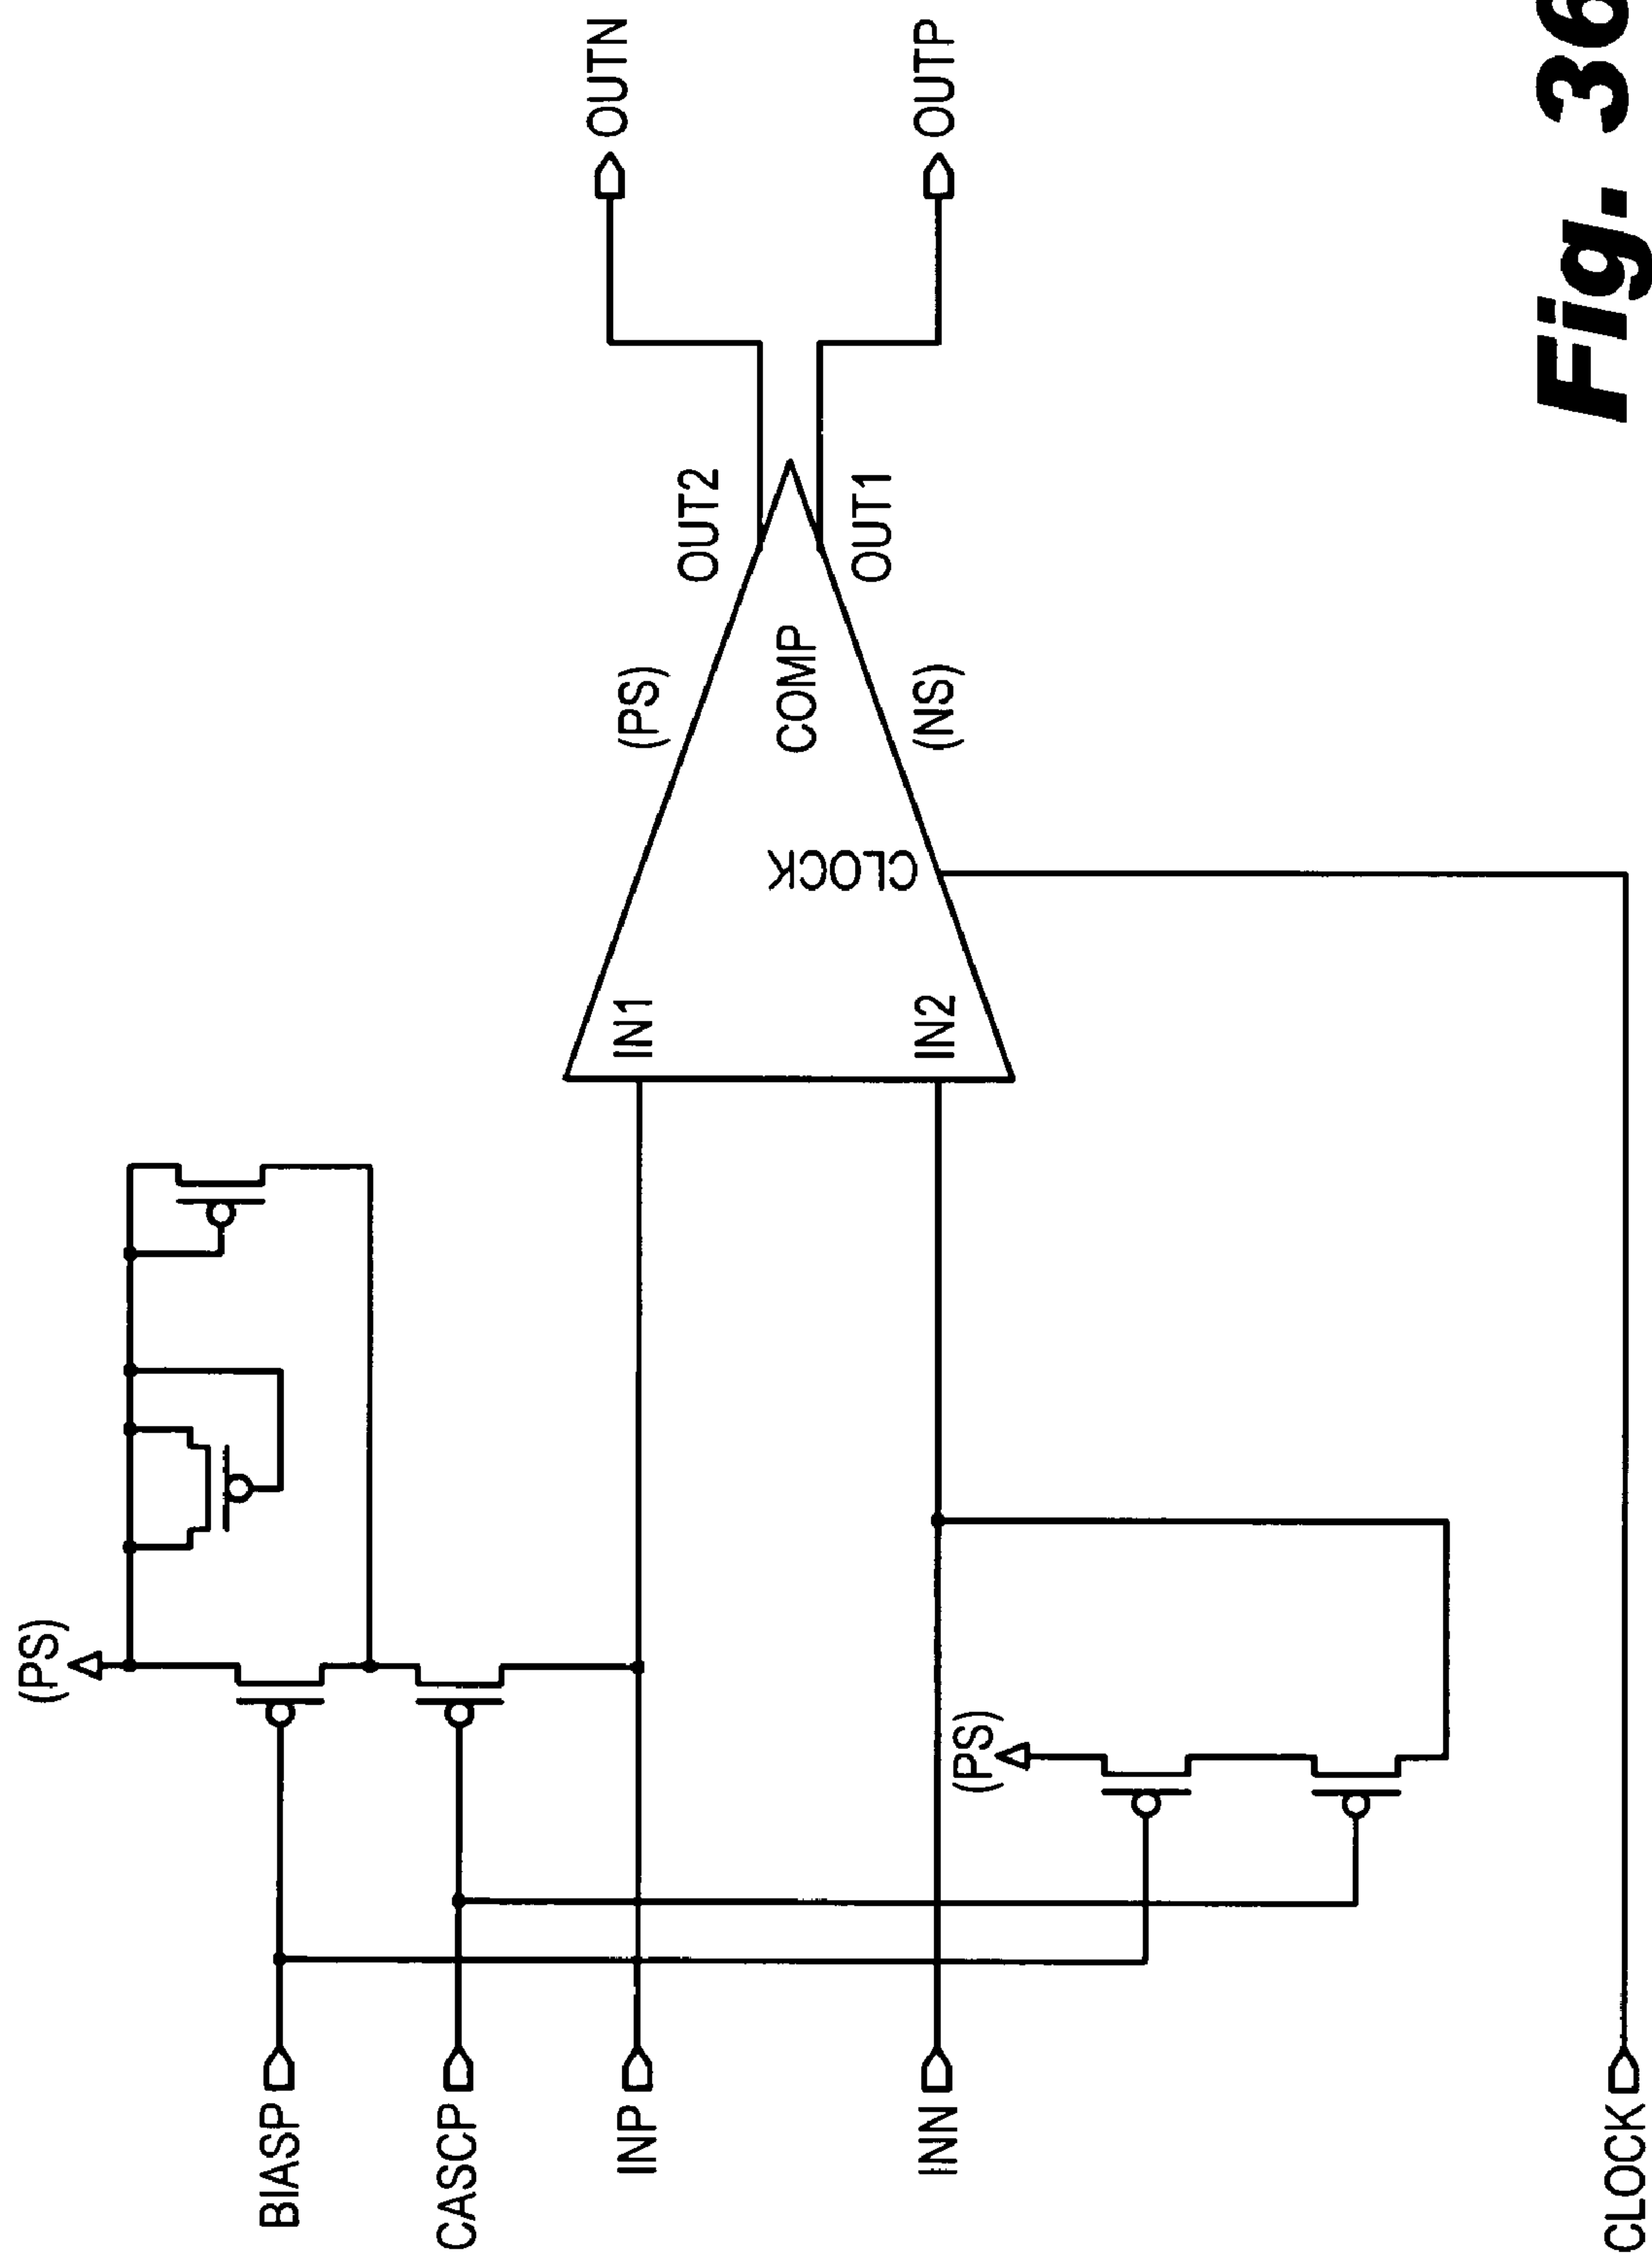 (PS)
BIASP
CASCP
INP
INN
CLOCK
(PS)
IN1
IN2
CLOCK
COMP
(PS)
(NS)
OUT2
OUT1
OUTN
OUTP
Fig. 36